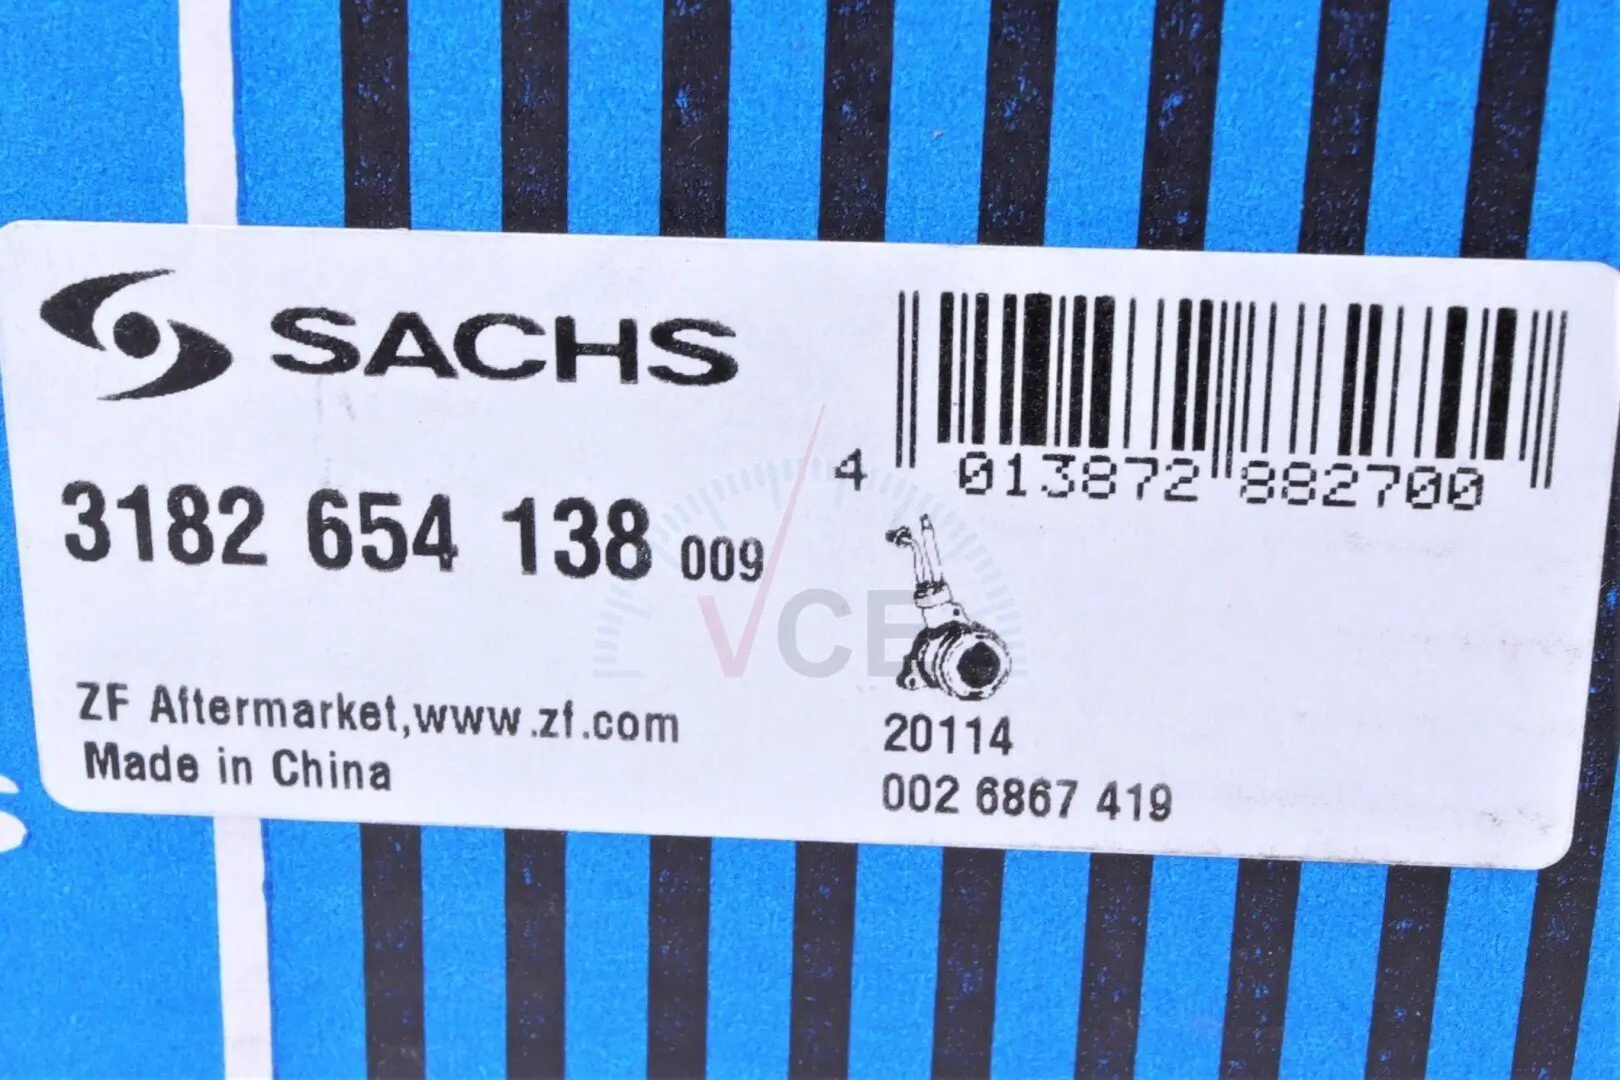 SACHS
4 013872 882700
3182 654 138 009
VCE
ZF Aftermarket,www.zf.com
Made in China
20114
002 6867 419